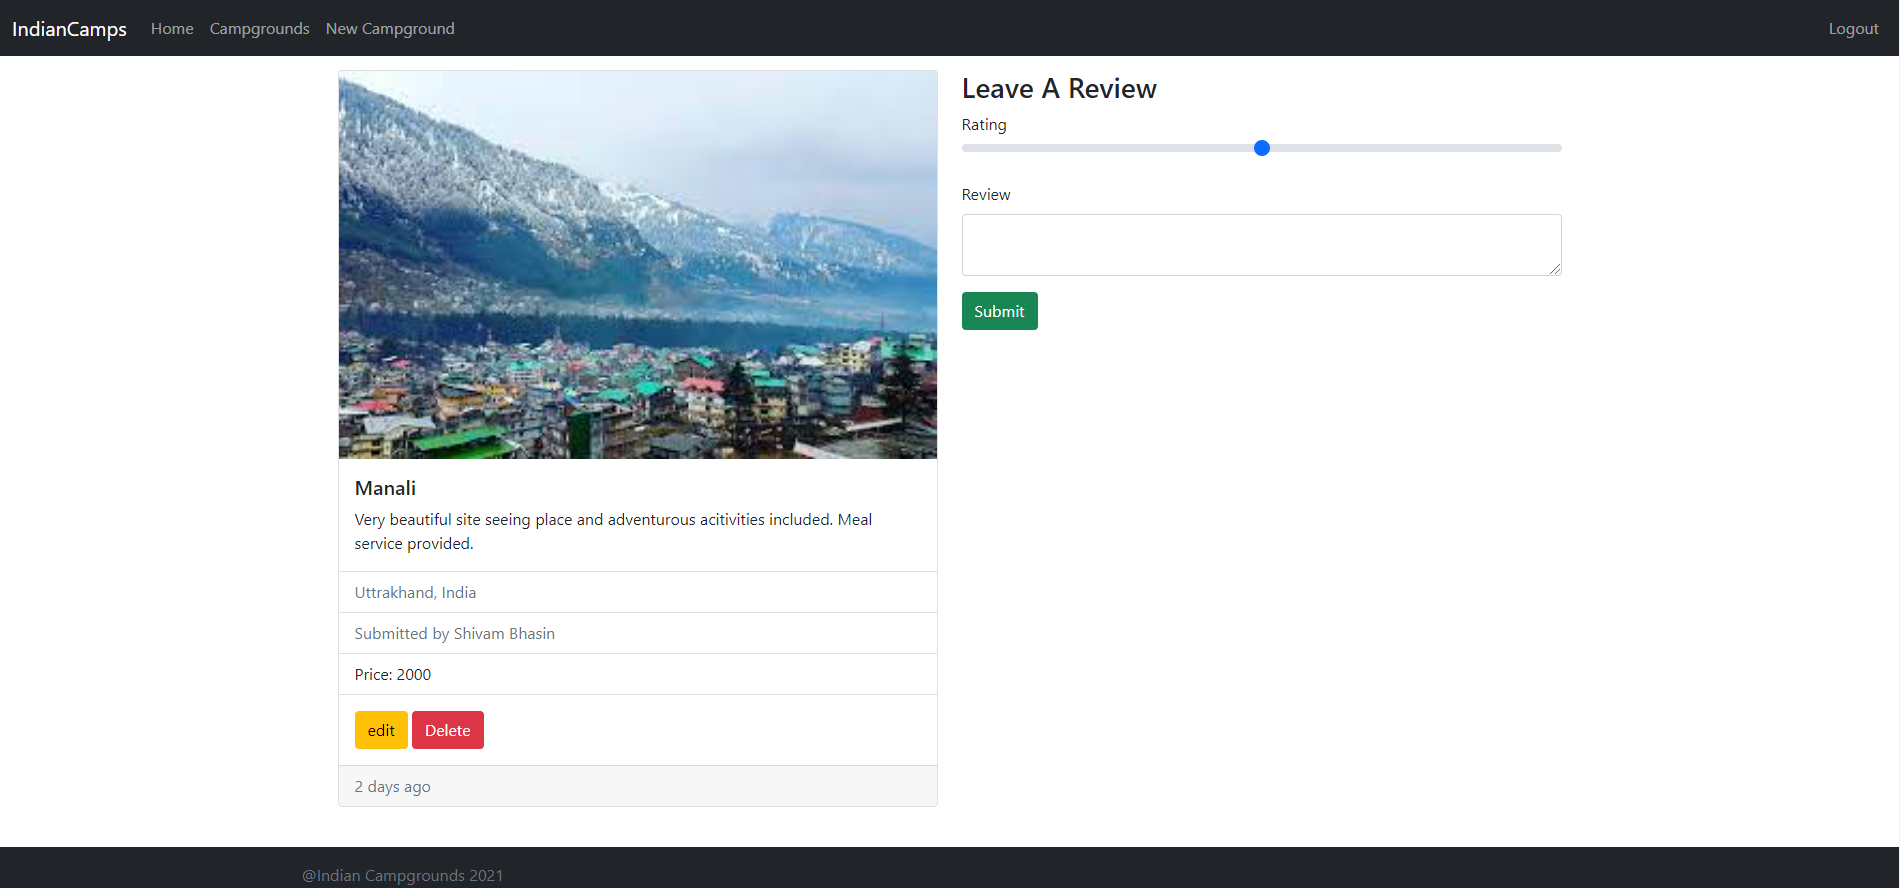 IndianCamps Home Campgrounds New Campground Logout
Leave A Review
Rating
Review
Submit
Manali
Very beautiful site seeing place and adventurous acitivities included. Meal
service provided.
Uttrakhand, India
Submitted by Shivam Bhasin
Price: 2000
edit Delete
2 days ago
@Indian Campgrounds 2021